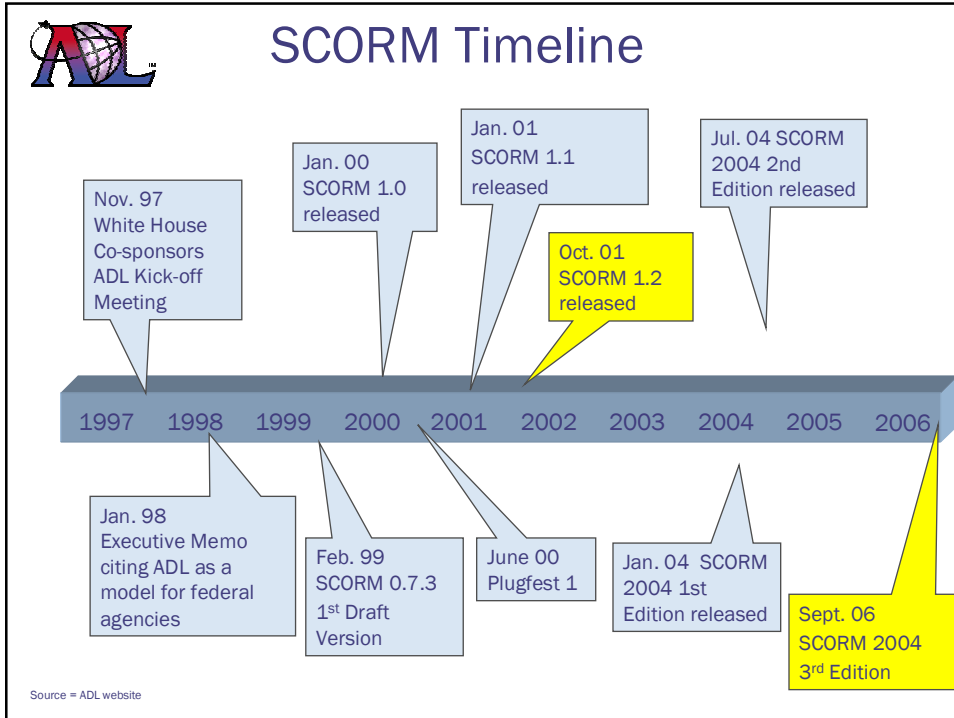 ADL
TM
SCORM Timeline
Nov. 97
White House
Co-sponsors
ADL Kick-off
Meeting
Jan. 00
SCORM 1.0
released
Jan. 01
SCORM 1.1
released
Oct. 01
SCORM 1.2
released
Jul. 04 SCORM
2004 2nd
Edition released
1997 1998 1999 2000 2001 2002 2003 2004 2005 2006
Jan. 98
Executive Memo
citing ADL as a
model for federal
agencies
Feb. 99
SCORM 0.7.3
1st Draft
Version
June 00
Plugfest 1
Jan. 04 SCORM
2004 1st
Edition released
Sept. 06
SCORM 2004
3rd Edition
Source = ADL website